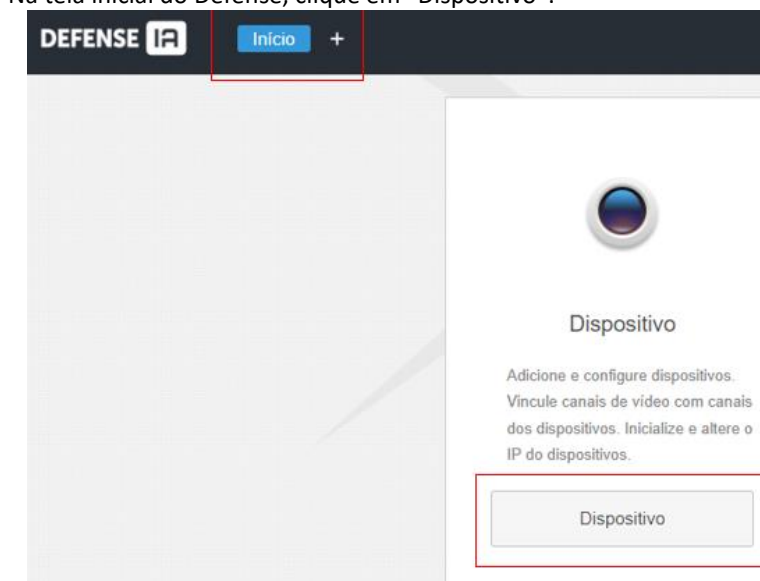 Na tela inicial do Defense, clique em "Dispositivo".
DEFENSE IA
Início +
Dispositivo
Adicione e configure dispositivos.
Vincule canais de vídeo com canais
dos dispositivos. Inicialize e altere o
IP do dispositivos.
Dispositivo